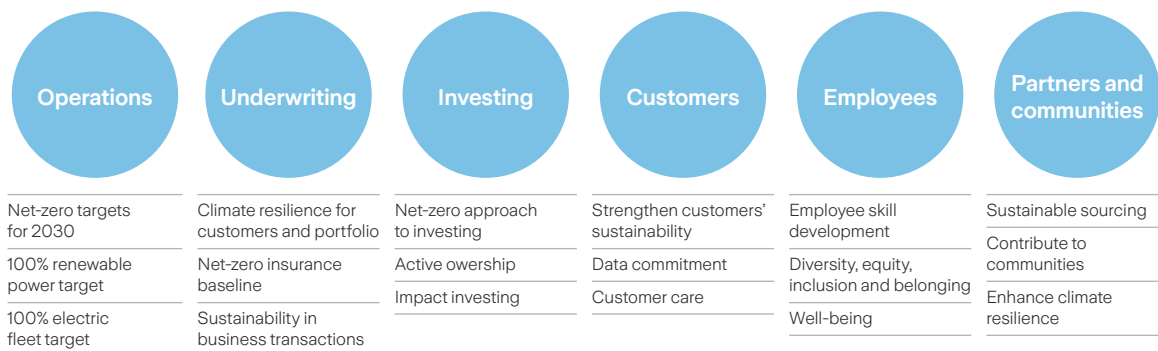 Operations
Net-zero targets
for 2030
100% renewable
power target
100% electric
fleet target
Underwriting
Climate resilience for
customers and portfolio
Net-zero insurance
baseline
Sustainability in
business transactions
Investing
Net-zero approach
to investing
Active owership
Impact investing
Customers
Strengthen customers’
sustainability
Data commitment
Customer care
Employees
Employee skill
development
Diversity, equity,
inclusion and belonging
Well-being
Partners and
communities
Sustainable sourcing
Contribute to
communities
Enhance climate
resilience